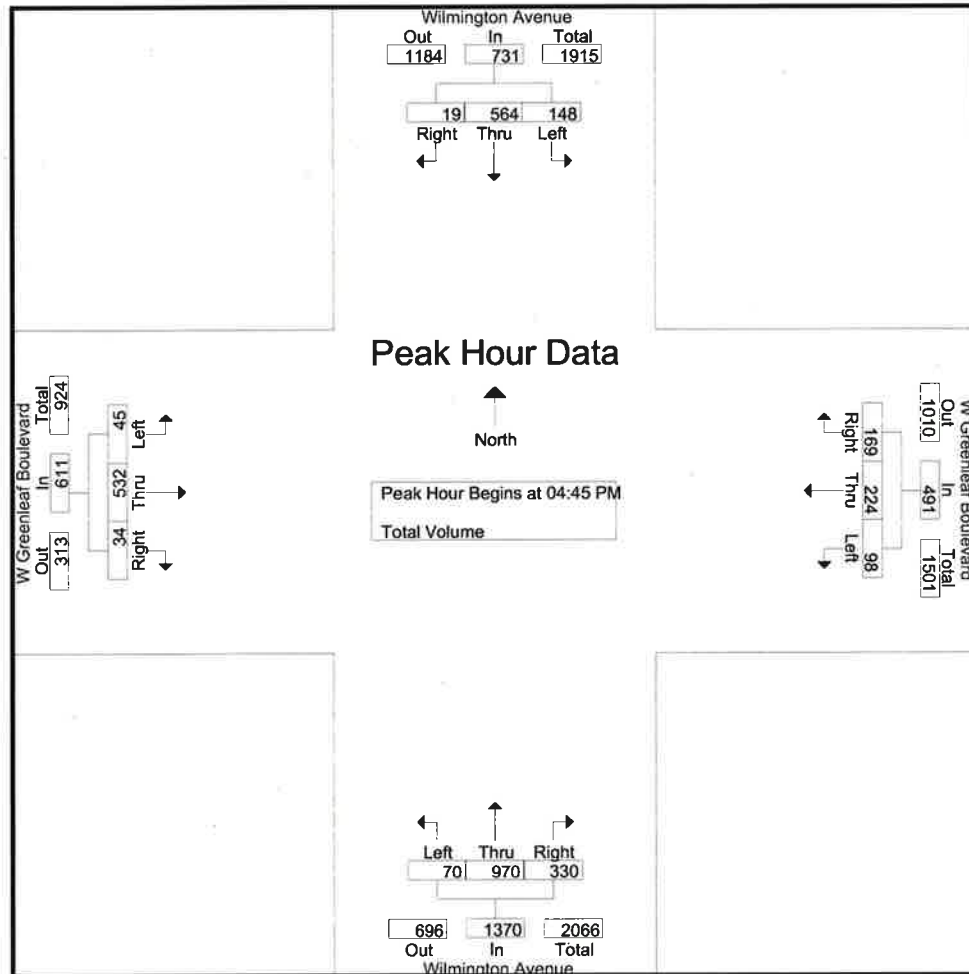 Wilmington Avenue
Out In Total
1184 731 1915
19 564 148
Right Thru Left
Peak Hour Data
North
Peak Hour Begins at 04:45 PM
Total Volume
W Greenleaf Boulevard
Total In Out
924 611 313
45 532 34
Left Thru Right
Right Thru Left
169 224 98
1010 491 1501
Out In Total
W Greenleaf Boulevard
Left Thru Right
70 970 330
696 1370 2066
Out In Total
Wilmington Avenue